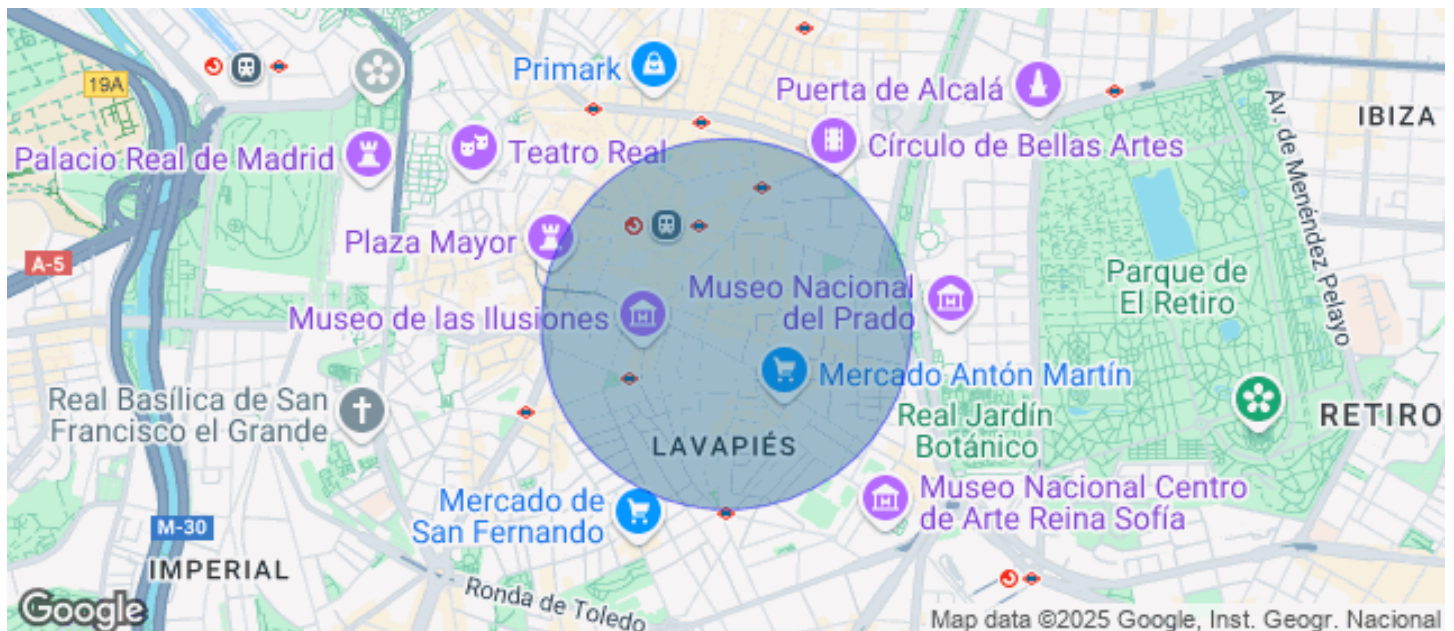 19A
Primark
Puerta de Alcalá
IBIZA
Av. de Menéndez Pelayo
Palacio Real de Madrid
Teatro Real
Círculo de Bellas Artes
A-5
Plaza Mayor
Museo Nacional
del Prado
Parque de
El Retiro
Museo de las Ilusiones
Mercado Antón Martín
Real Basílica de San
Francisco el Grande
Real Jardín
Botánico
RETIRO
LAVAPIÉS
Mercado de
San Fernando
Museo Nacional Centro
de Arte Reina Sofía
M-30
IMPERIAL
Ronda de Toledo
Google
Map data ©2025 Google, Inst. Geogr. Nacional